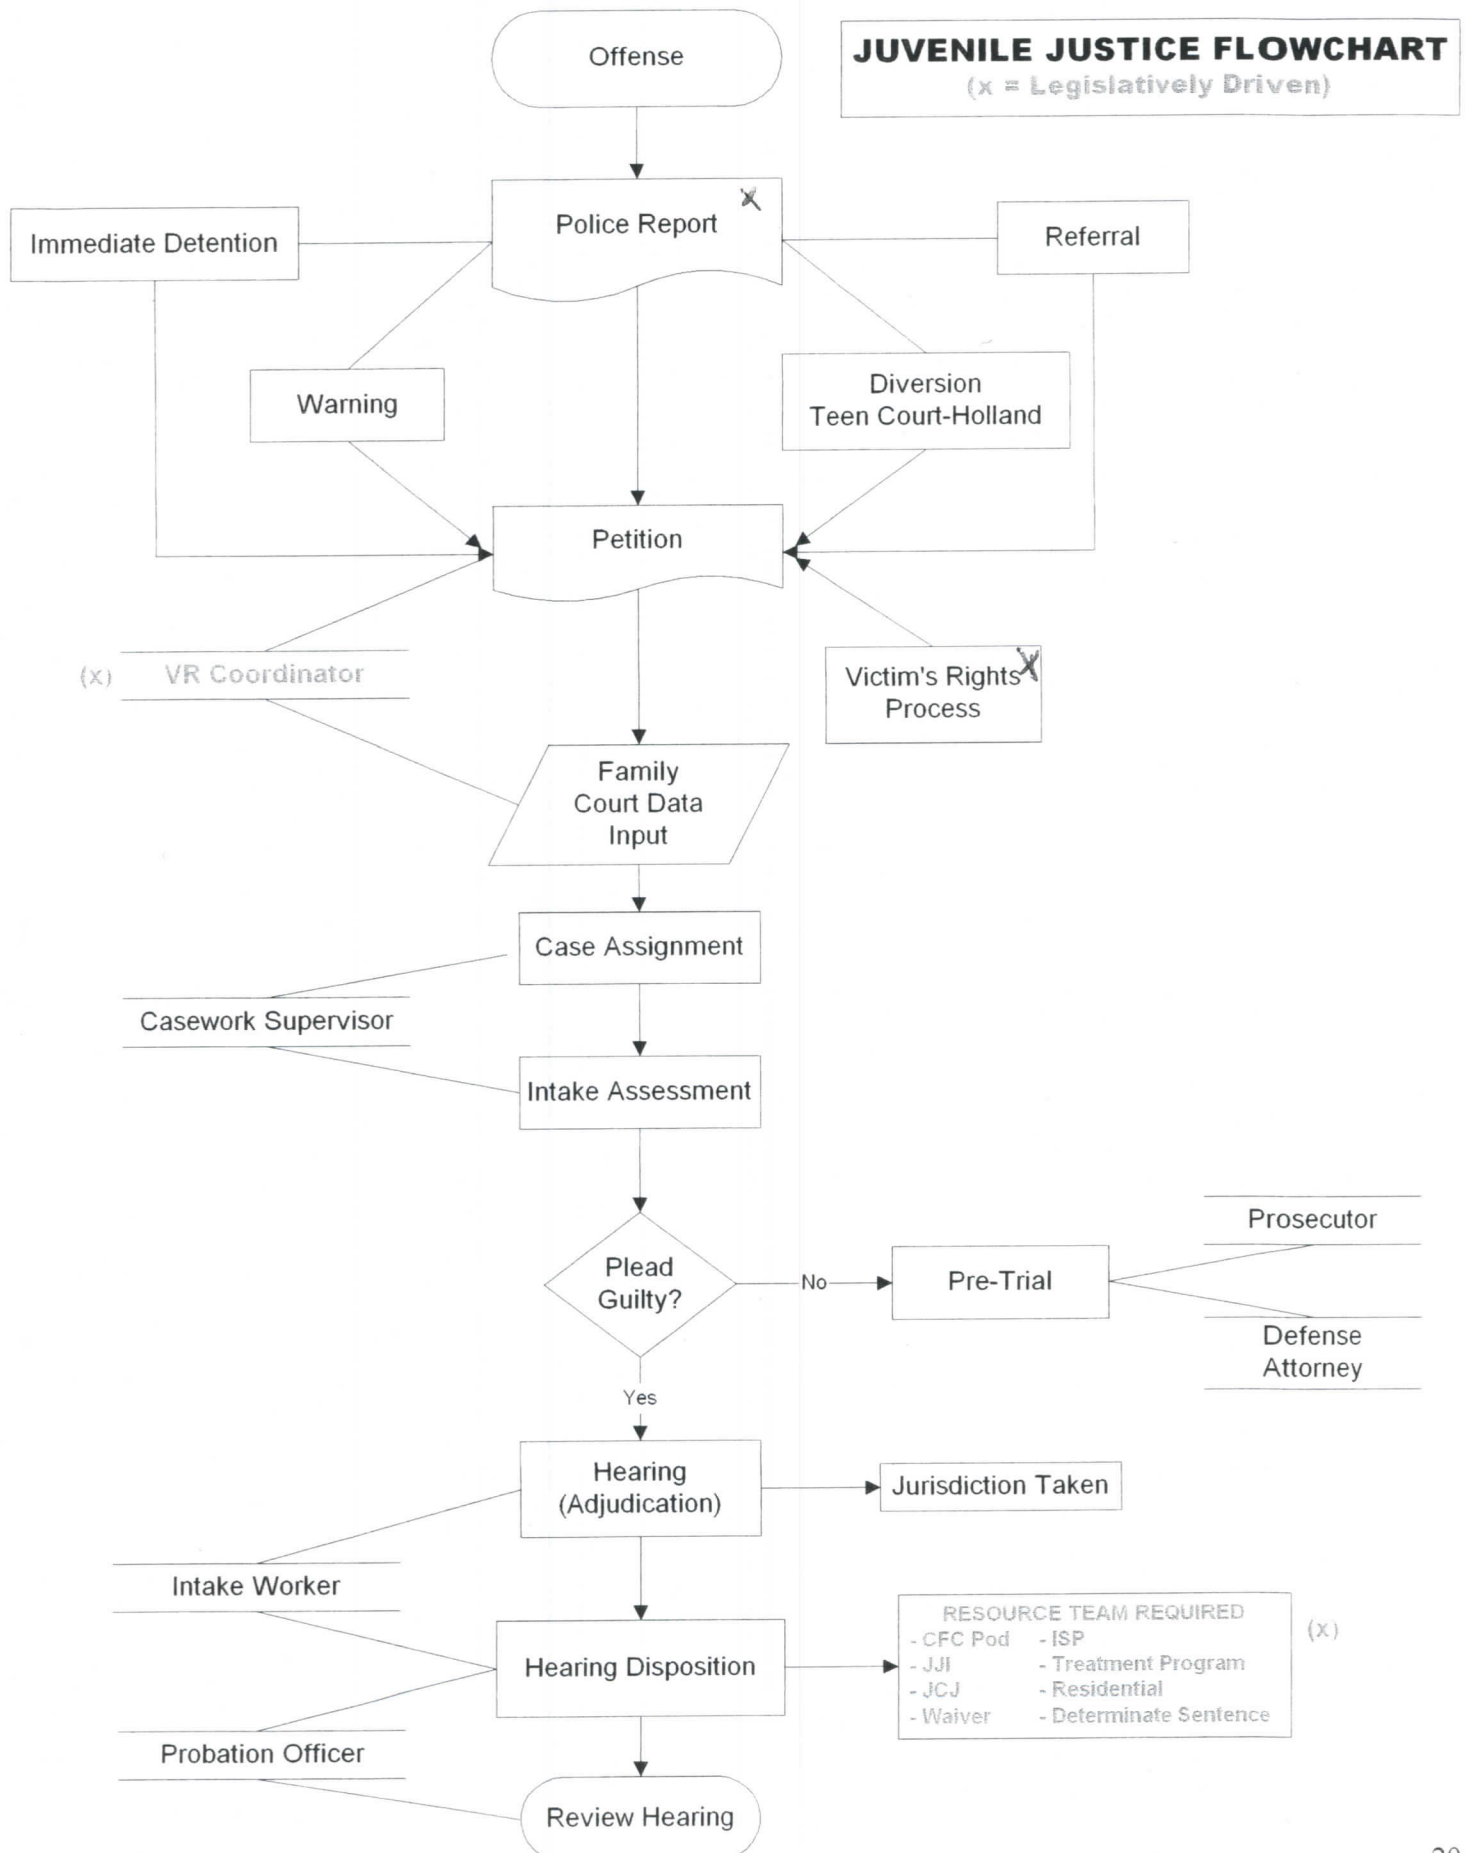 JUVENILE JUSTICE FLOWCHART
(x = Legislatively Driven)
Offense
Police Report
x
Immediate Detention
Referral
Warning
Diversion
Teen Court-Holland
Petition
(x) VR Coordinator
Victim's Rights x
Process
Family
Court Data
Input
Case Assignment
Casework Supervisor
Intake Assessment
Plead
Guilty?
No
Pre-Trial
Prosecutor
Defense
Attorney
Yes
Hearing
(Adjudication)
Jurisdiction Taken
Intake Worker
Hearing Disposition
RESOURCE TEAM REQUIRED
- CFC Pod - ISP
- JJI - Treatment Program
- JCJ - Residential
- Waiver - Determinate Sentence
(x)
Probation Officer
Review Hearing